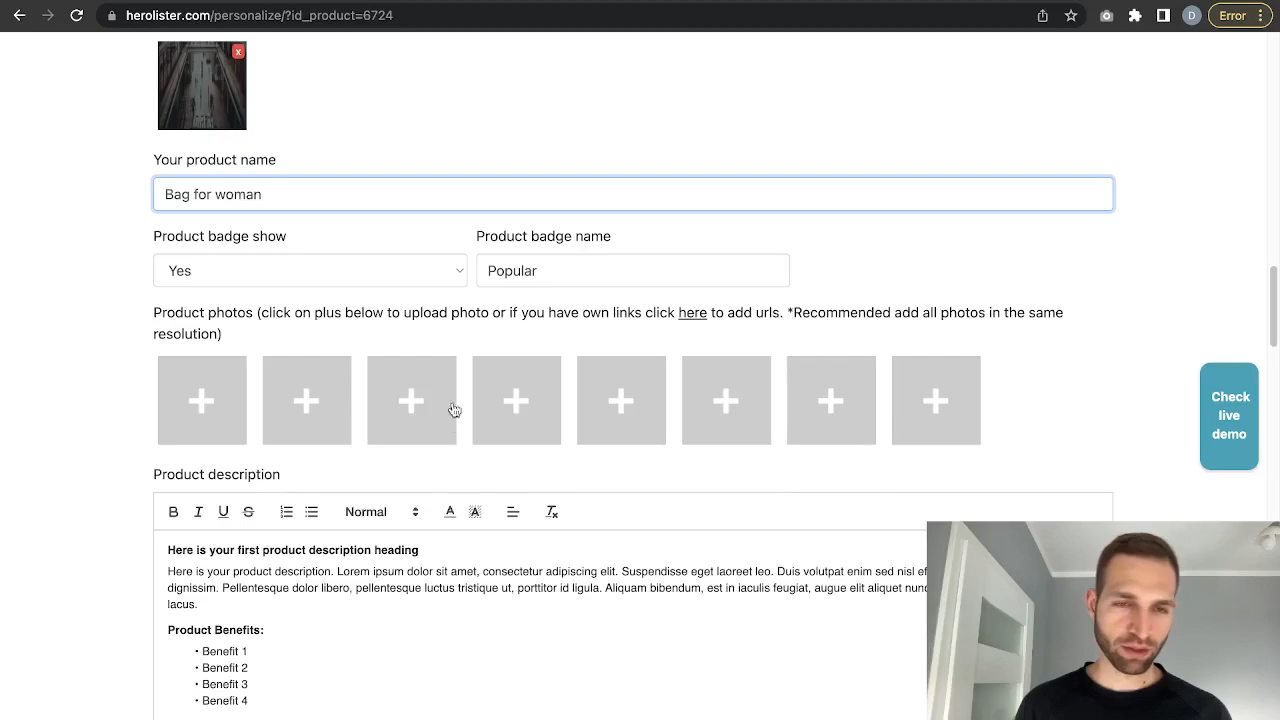 herolister.com/personalize/?id_product=6724
D
Error
x
Your product name
Bag for woman
Product badge show
Product badge name
Yes
Popular
Product photos (click on plus below to upload photo or if you have own links click here to add urls. *Recommended add all photos in the same
resolution)
Check
live
demo
Product description
B I U S
Normal
A A
Here is your first product description heading
Here is your product description. Lorem ipsum dolor sit amet, consectetur adipiscing elit. Suspendisse eget laoreet leo. Duis volutpat enim sed nisl
dignissim. Pellentesque dolor libero, pellentesque luctus tristique ut, porttitor id ligula. Aliquam bibendum, est in iaculis feugiat, augue elit aliquet
lacus.
Product Benefits:
• Benefit 1
• Benefit 2
• Benefit 3
• Benefit 4